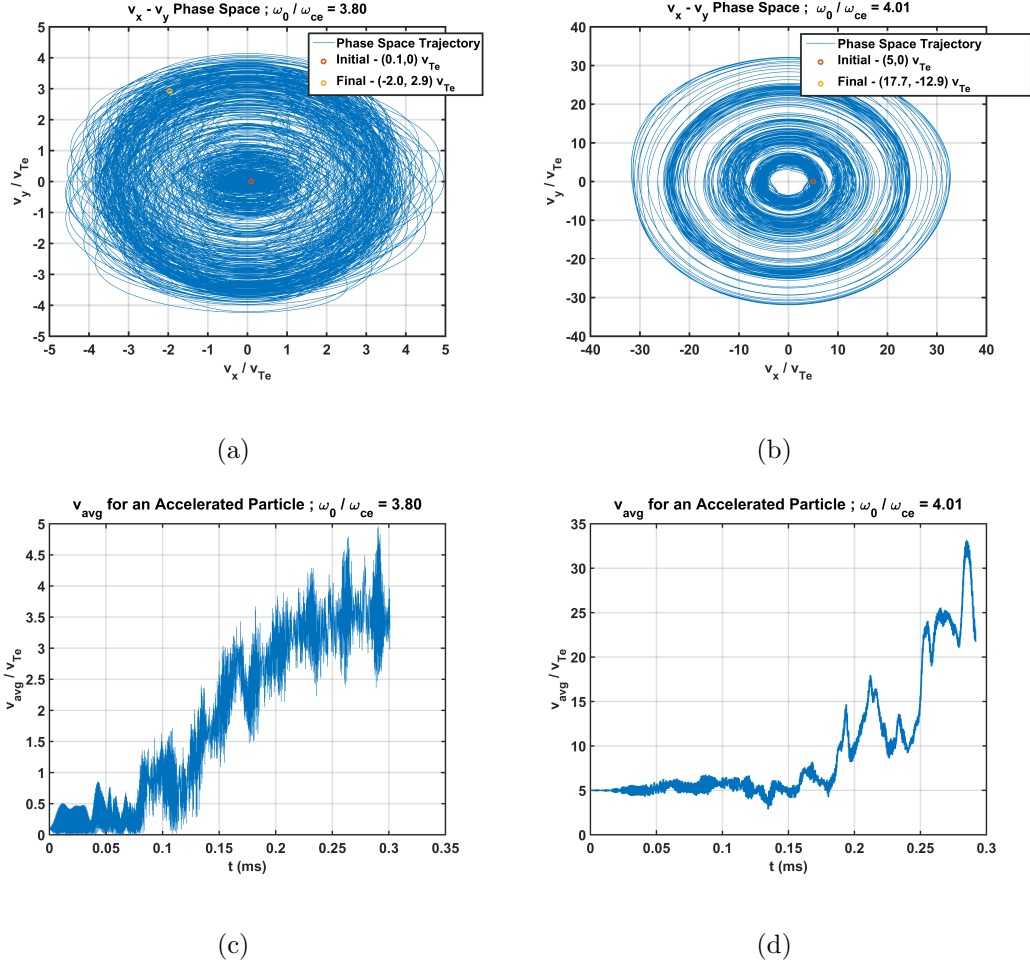 v_x - v_y Phase Space ; ω_0 / ω_ce = 3.80
5
4
3
2
1
0
-1
-2
-3
-4
-5
v_y / v_Te
Phase Space Trajectory
Initial - (0.1,0) v_Te
Final - (-2.0, 2.9) v_Te
-5 -4 -3 -2 -1 0 1 2 3 4 5
v_x / v_Te
(a)
v_x - v_y Phase Space ; ω_0 / ω_ce = 4.01
40
30
20
10
0
-10
-20
-30
-40
v_y / v_Te
Phase Space Trajectory
Initial - (5,0) v_Te
Final - (17.7, -12.9) v_Te
-40 -30 -20 -10 0 10 20 30 40
v_x / v_Te
(b)
v_avg for an Accelerated Particle ; ω_0 / ω_ce = 3.80
5
4.5
4
3.5
3
2.5
2
1.5
1
0.5
0
v_avg / v_Te
0 0.05 0.1 0.15 0.2 0.25 0.3 0.35
t (ms)
(c)
v_avg for an Accelerated Particle ; ω_0 / ω_ce = 4.01
35
30
25
20
15
10
5
0
v_avg / v_Te
0 0.05 0.1 0.15 0.2 0.25 0.3
t (ms)
(d)